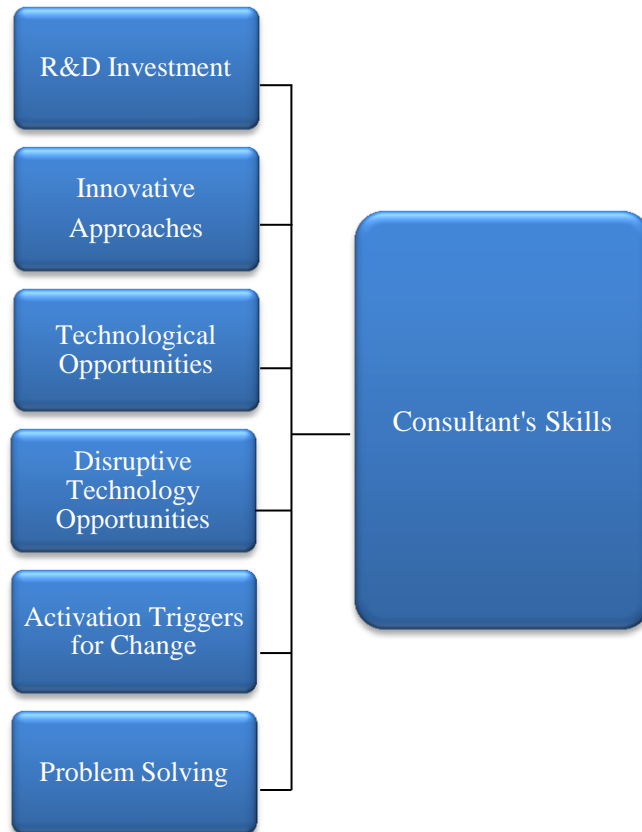 R&D Investment
Innovative
Approaches
Technological
Opportunities
Disruptive
Technology
Opportunities
Activation Triggers
for Change
Problem Solving
Consultant's Skills